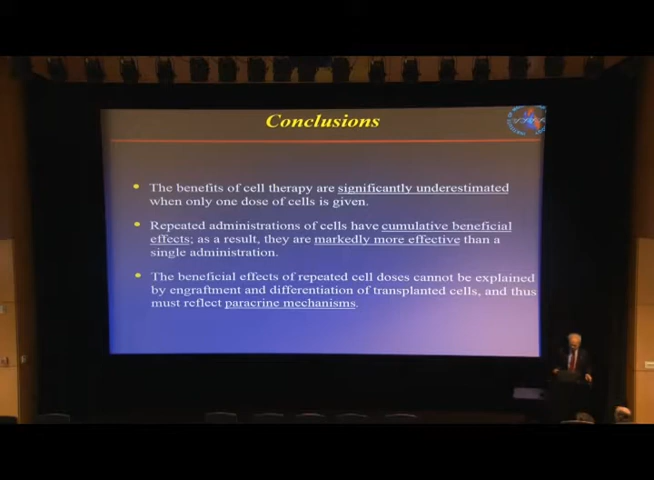 Conclusions
• The benefits of cell therapy are significantly underestimated
when only one dose of cells is given.
• Repeated administrations of cells have cumulative beneficial
effects; as a result, they are markedly more effective than a
single administration.
• The beneficial effects of repeated cell doses cannot be explained
by engraftment and differentiation of transplanted cells, and thus
must reflect paracrine mechanisms.